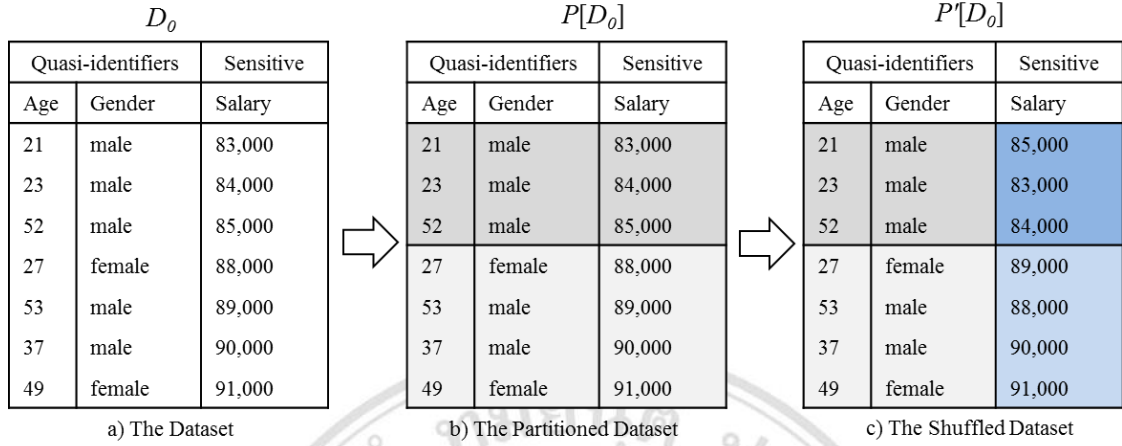 D₀
Quasi-identifiers Sensitive
Age Gender Salary
21 male 83,000
23 male 84,000
52 male 85,000
27 female 88,000
53 male 89,000
37 male 90,000
49 female 91,000
a) The Dataset
P[D₀]
Quasi-identifiers Sensitive
Age Gender Salary
21 male 83,000
23 male 84,000
52 male 85,000
27 female 88,000
53 male 89,000
37 male 90,000
49 female 91,000
b) The Partitioned Dataset
P'[D₀]
Quasi-identifiers Sensitive
Age Gender Salary
21 male 85,000
23 male 83,000
52 male 84,000
27 female 89,000
53 male 88,000
37 male 90,000
49 female 91,000
c) The Shuffled Dataset